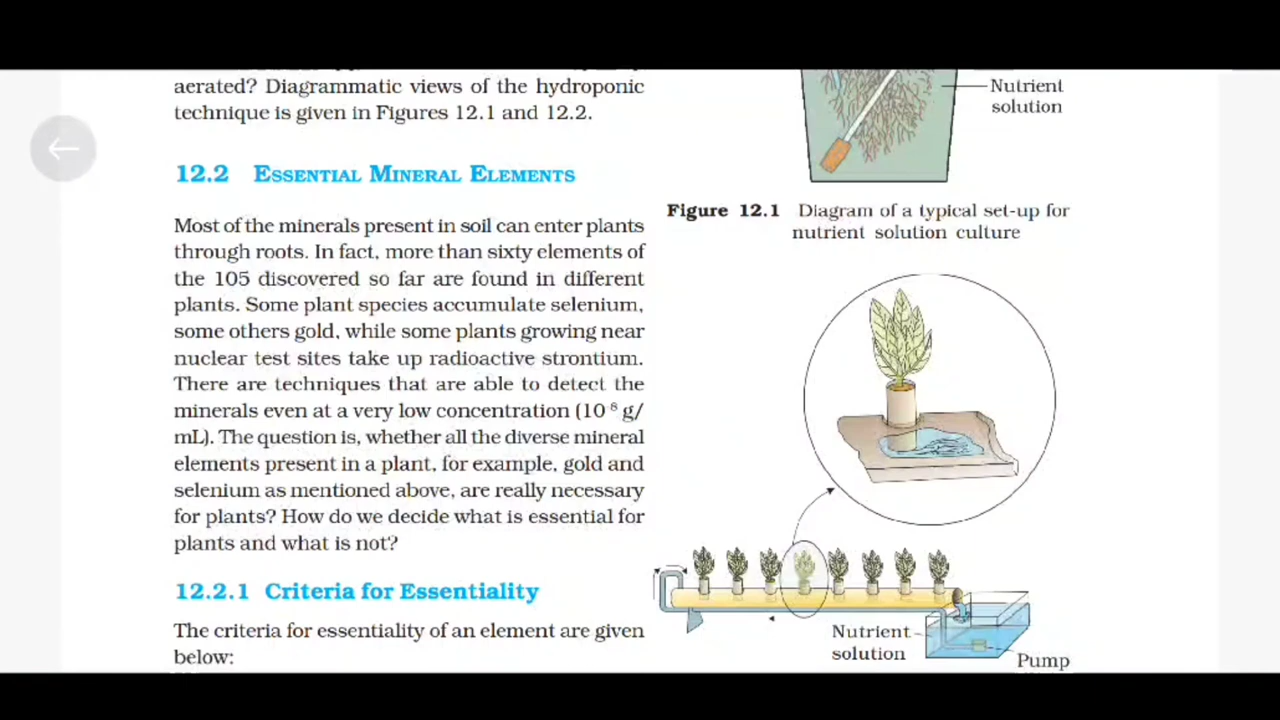 aerated? Diagrammatic views of the hydroponic
technique is given in Figures 12.1 and 12.2.
12.2 ESSENTIAL MINERAL ELEMENTS
Most of the minerals present in soil can enter plants
through roots. In fact, more than sixty elements of
the 105 discovered so far are found in different
plants. Some plant species accumulate selenium,
some others gold, while some plants growing near
nuclear test sites take up radioactive strontium.
There are techniques that are able to detect the
minerals even at a very low concentration (10 ⁸ g/
mL). The question is, whether all the diverse mineral
elements present in a plant, for example, gold and
selenium as mentioned above, are really necessary
for plants? How do we decide what is essential for
plants and what is not?
12.2.1 Criteria for Essentiality
The criteria for essentiality of an element are given
below:
Nutrient
solution
Figure 12.1 Diagram of a typical set-up for
nutrient solution culture
Nutrient
solution
Pump